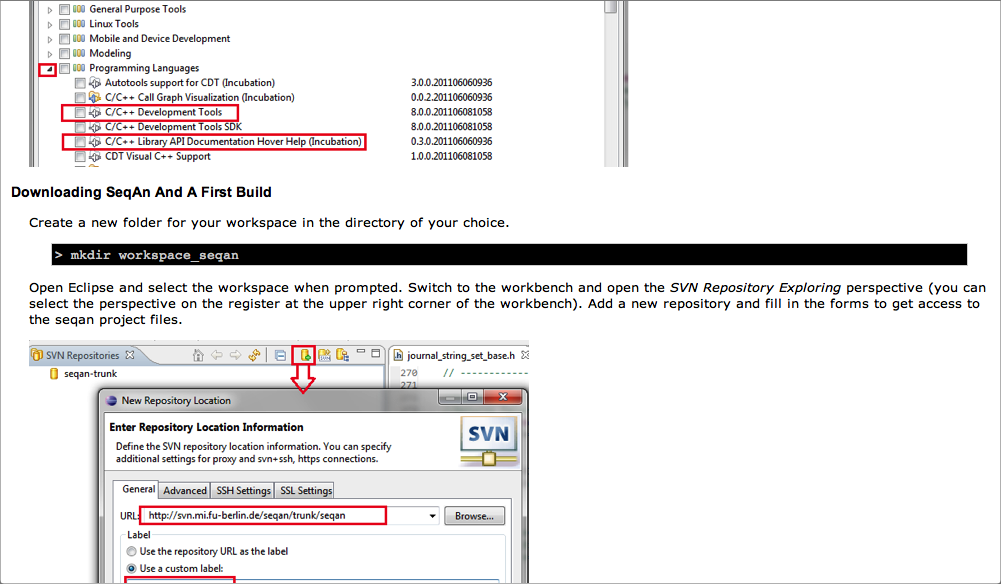 General Purpose Tools
Linux Tools
Mobile and Device Development
Modeling
Programming Languages
Autotools support for CDT (Incubation) 3.0.0.201106060936
C/C++ Call Graph Visualization (Incubation) 0.0.2.201106060936
C/C++ Development Tools 8.0.0.201106081058
C/C++ Development Tools SDK 8.0.0.201106081058
C/C++ Library API Documentation Hover Help (Incubation) 0.3.0.201106060936
CDT Visual C++ Support 1.0.0.201106081058
Downloading SeqAn And A First Build
Create a new folder for your workspace in the directory of your choice.
> mkdir workspace_seqan
Open Eclipse and select the workspace when prompted. Switch to the workbench and open the SVN Repository Exploring perspective (you can
select the perspective on the register at the upper right corner of the workbench). Add a new repository and fill in the forms to get access to
the seqan project files.
SVN Repositories
journal_string_set_base.h
seqan-trunk
270 // ------------
271
New Repository Location
Enter Repository Location Information
Define the SVN repository location information. You can specify
additional settings for proxy and svn+ssh, https connections.
SVN
General Advanced SSH Settings SSL Settings
URL: http://svn.mi.fu-berlin.de/seqan/trunk/seqan Browse...
Label
Use the repository URL as the label
Use a custom label: